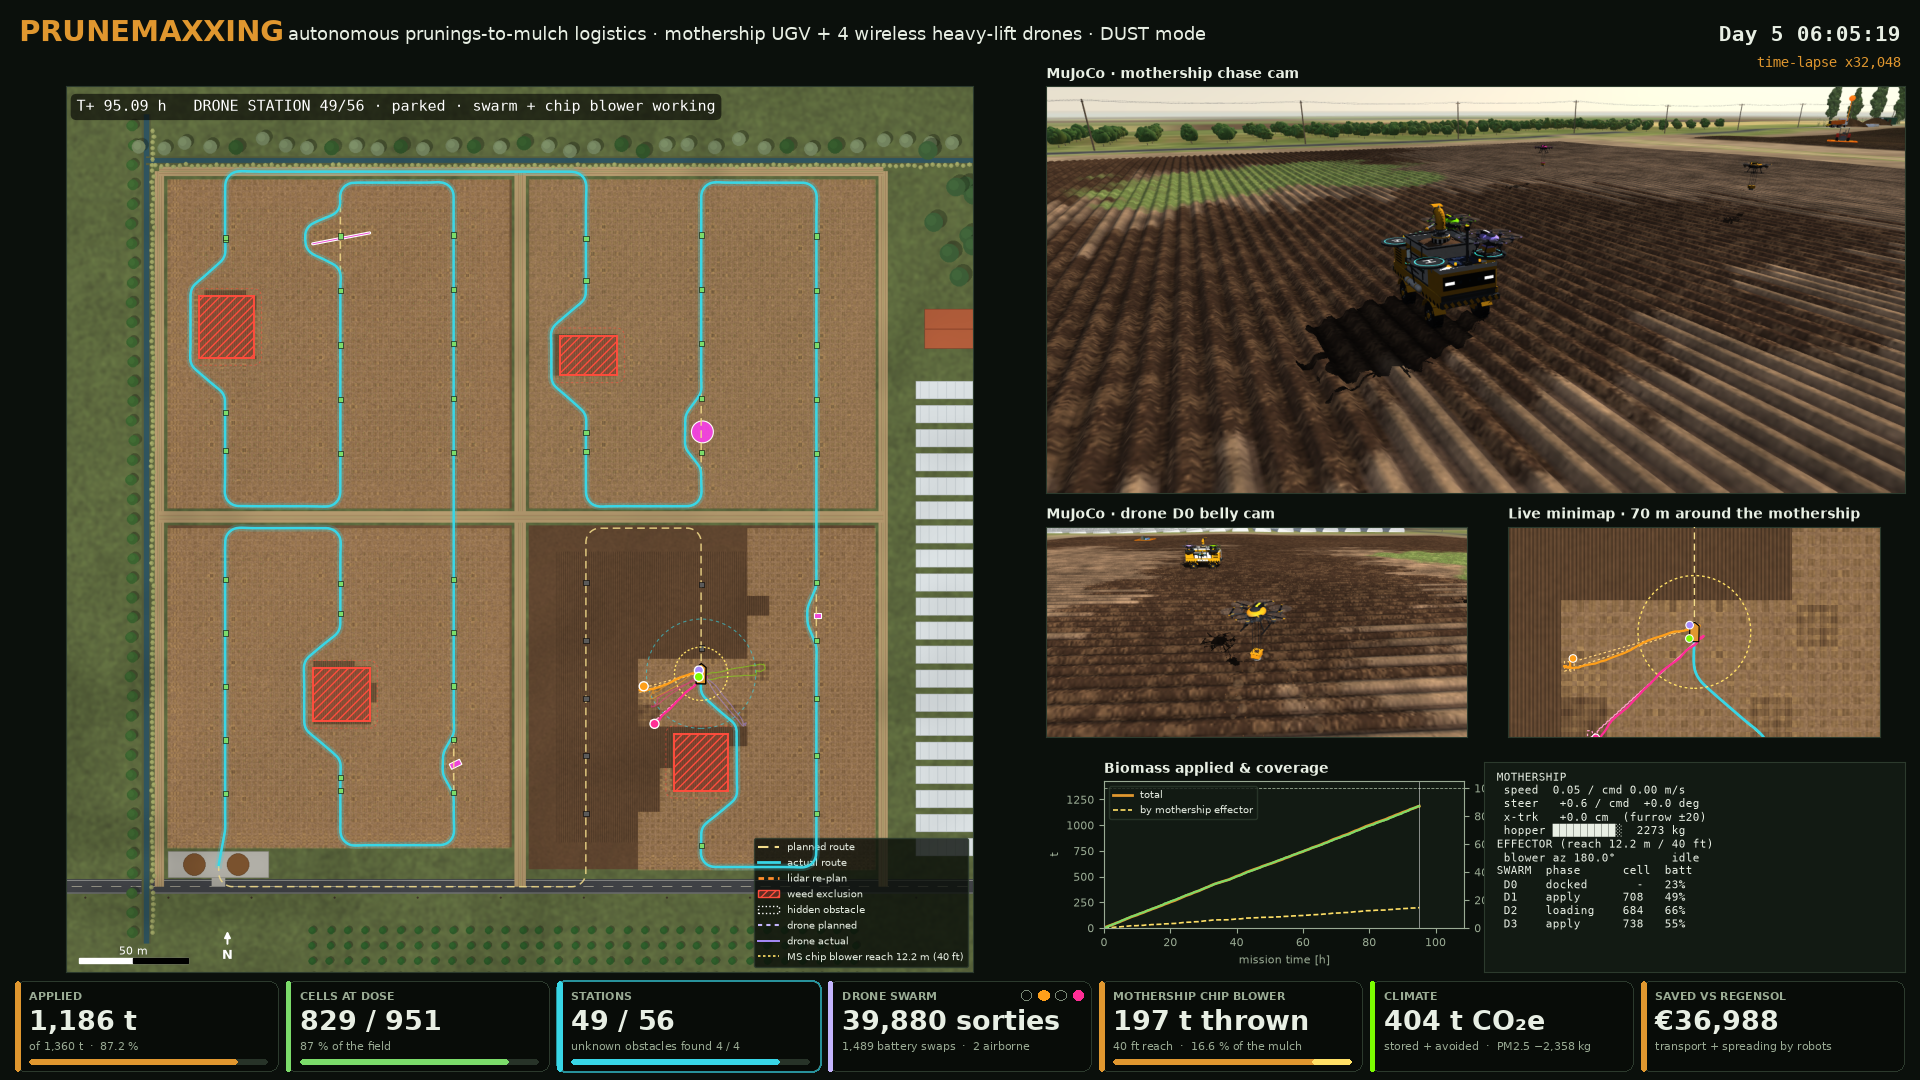 PRUNEMAXXING autonomous prunings-to-mulch logistics · mothership UGV + 4 wireless heavy-lift drones · DUST mode
Day 5 06:05:19
time-lapse x32,048
T+ 95.09 h   DRONE STATION 49/56 · parked · swarm + chip blower working
50 m
N
planned route
actual route
lidar re-plan
weed exclusion
hidden obstacle
drone planned
drone actual
MS chip blower reach 12.2 m (40 ft)
MuJoCo · mothership chase cam
MuJoCo · drone D0 belly cam
Live minimap · 70 m around the mothership
Biomass applied & coverage
total
by mothership effector
t
1250
1000
750
500
250
0
0 20 40 60 80 100
mission time [h]
80
60
40
20
0
MOTHERSHIP
speed 0.05 / cmd 0.00 m/s
steer +0.6 / cmd +0.0 deg
x-trk +0.0 cm (furrow ±20)
hopper 2273 kg
EFFECTOR (reach 12.2 m / 40 ft)
blower az 180.0° idle
SWARM phase cell batt
D0 docked - 23%
D1 apply 708 49%
D2 loading 684 66%
D3 apply 738 55%
APPLIED
1,186 t
of 1,360 t · 87.2 %
CELLS AT DOSE
829 / 951
87 % of the field
STATIONS
49 / 56
unknown obstacles found 4 / 4
DRONE SWARM
39,880 sorties
1,489 battery swaps · 2 airborne
MOTHERSHIP CHIP BLOWER
197 t thrown
40 ft reach · 16.6 % of the mulch
CLIMATE
404 t CO₂e
stored + avoided · PM2.5 −2,358 kg
SAVED VS REGENSOL
€36,988
transport + spreading by robots